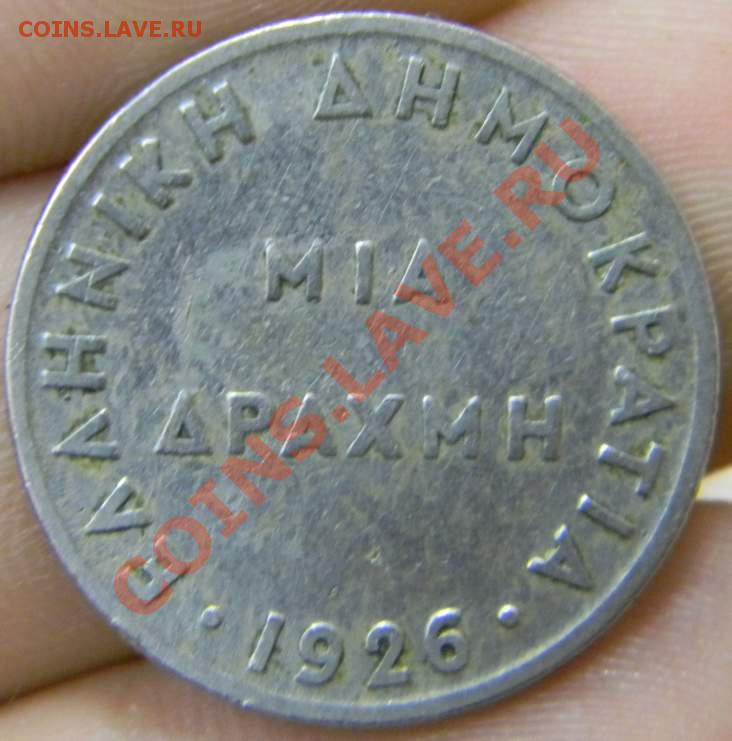 COINS.LAVE.RU
ΕΛΛΗΝΙΚΗ ΔΗΜΟΚΡΑΤΙΑ
ΜΙΑ
ΔΡΑΧΜΗ
· 1926 ·
COINS.LAVE.RU